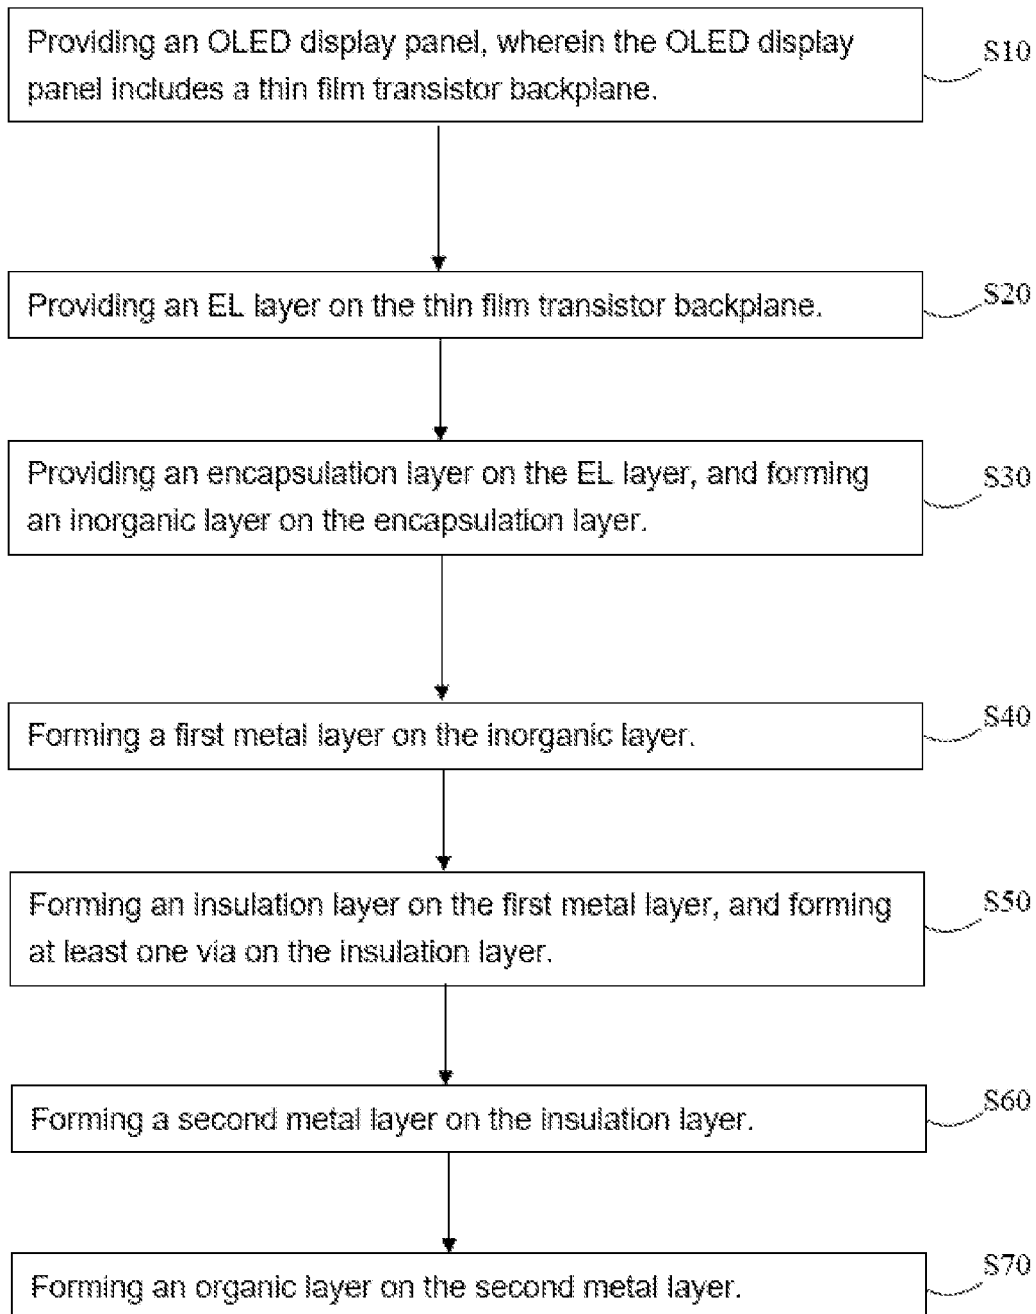 Providing an OLED display panel, wherein the OLED display
panel includes a thin film transistor backplane.
S10
Providing an EL layer on the thin film transistor backplane.
S20
Providing an encapsulation layer on the EL layer, and forming
an inorganic layer on the encapsulation layer.
S30
Forming a first metal layer on the inorganic layer.
S40
Forming an insulation layer on the first metal layer, and forming
at least one via on the insulation layer.
S50
Forming a second metal layer on the insulation layer.
S60
Forming an organic layer on the second metal layer.
S70